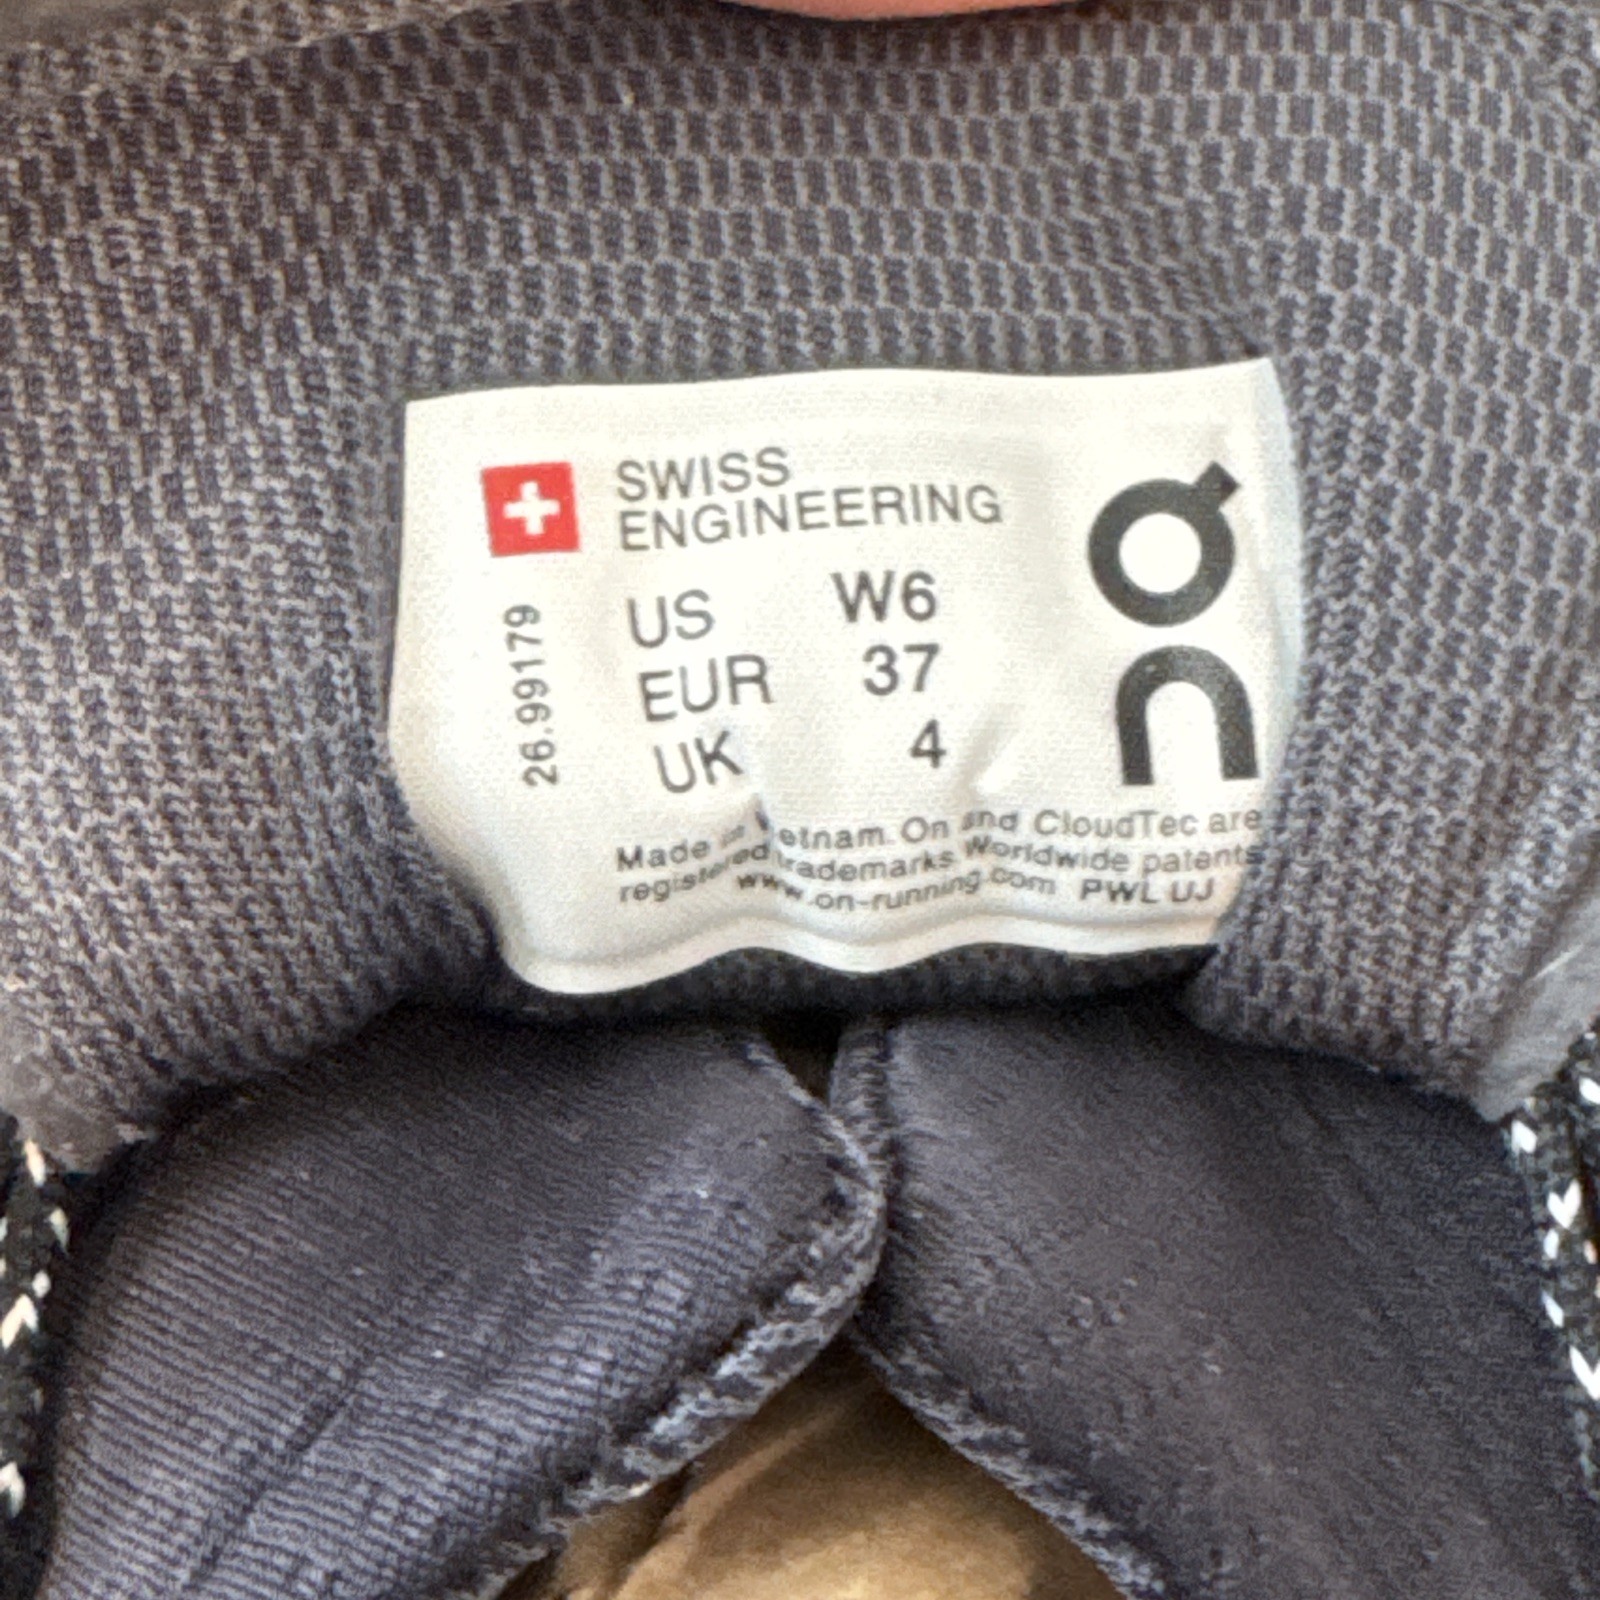 SWISS
ENGINEERING
US W6
EUR 37
UK 4
26.99179
on
Made in Vietnam. On and CloudTec are
registered trademarks. Worldwide patents
www.on-running.com PWL UJ